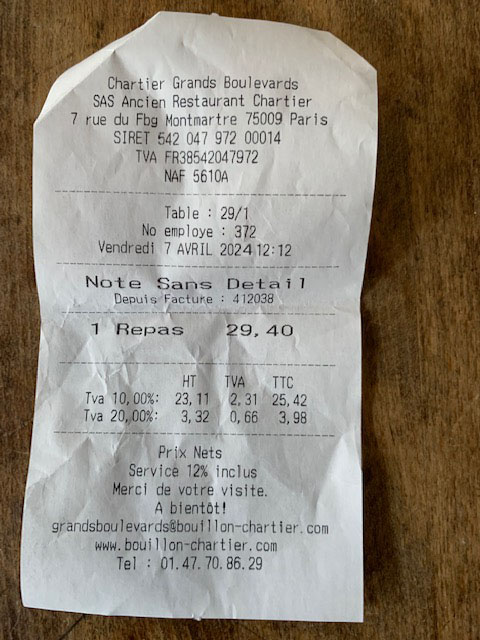 Chartier Grands Boulevards
SAS Ancien Restaurant Chartier
7 rue du Fbg Montmartre 75009 Paris
SIRET 542 047 972 00014
TVA FR38542047972
NAF 5610A
Table : 29/1
No employe : 372
Vendredi 7 AVRIL 2024 12:12
Note Sans Detail
Depuis Facture : 412038
1 Repas 29,40
HT TVA TTC
Tva 10,00%: 23,11 2,31 25,42
Tva 20,00%: 3,32 0,66 3,98
Prix Nets
Service 12% inclus
Merci de votre visite.
A bientôt!
grandsboulevards@bouillon-chartier.com
www.bouillon-chartier.com
Tel : 01.47.70.86.29